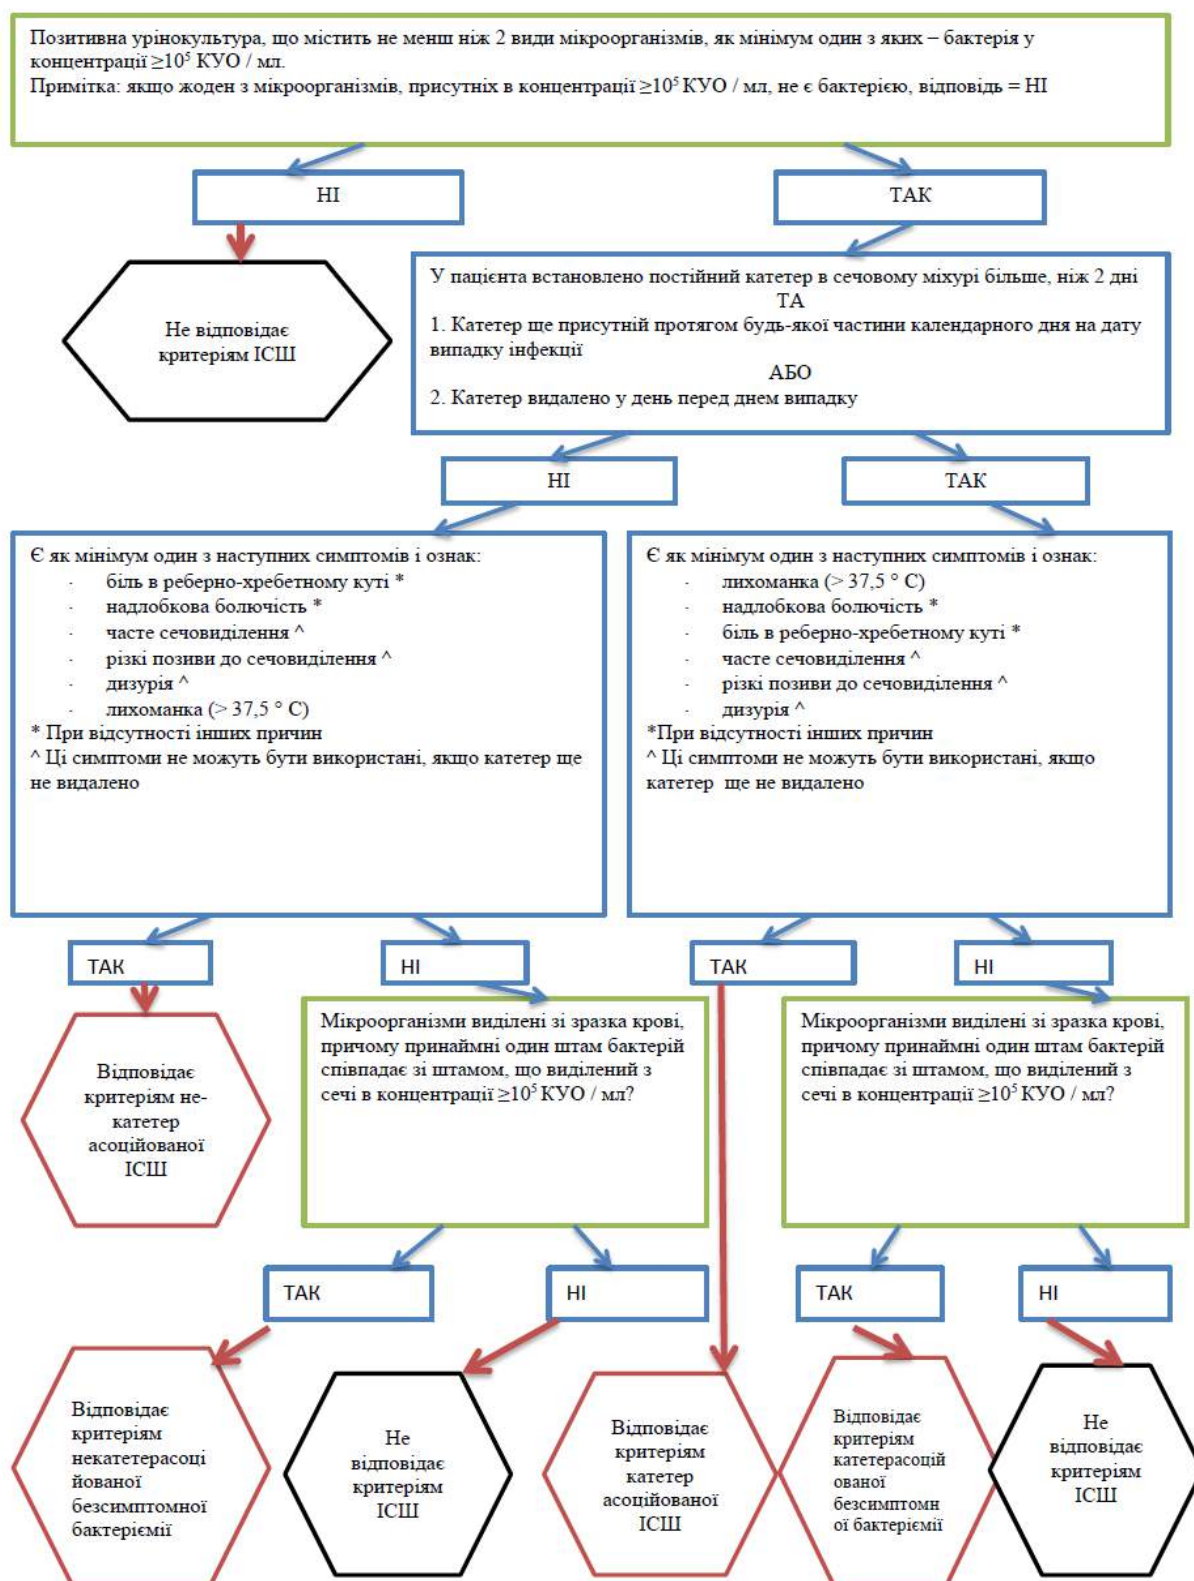 Позитивна урінокультура, що містить не менш ніж 2 види мікроорганізмів, як мінімум один з яких – бактерія у
концентрації ≥10⁵ КУО / мл.
Примітка: якщо жоден з мікроорганізмів, присутніх в концентрації ≥10⁵ КУО / мл, не є бактерією, відповідь = НІ
НІ
ТАК
Не відповідає
критеріям ІСШ
У пацієнта встановлено постійний катетер в сечовому міхурі більше, ніж 2 дні
ТА
1. Катетер ще присутній протягом будь-якої частини календарного дня на дату
випадку інфекції
АБО
2. Катетер видалено у день перед днем випадку
НІ
ТАК
Є як мінімум один з наступних симптомів і ознак:
- біль в реберно-хребетному куті *
- надлобкова болючість *
- часте сечовиділення ^
- різкі позиви до сечовиділення ^
- дизурія ^
- лихоманка (> 37,5 ° C)
* При відсутності інших причин
^ Ці симптоми не можуть бути використані, якщо катетер ще
не видалено
Є як мінімум один з наступних симптомів і ознак:
- лихоманка (> 37,5 ° C)
- надлобкова болючість *
- біль в реберно-хребетному куті *
- часте сечовиділення ^
- різкі позиви до сечовиділення ^
- дизурія ^
*При відсутності інших причин
^ Ці симптоми не можуть бути використані, якщо
катетер ще не видалено
ТАК
НІ
ТАК
НІ
Відповідає
критеріям не-
катетер
асоційованої
ІСШ
Мікроорганізми виділені зі зразка крові,
причому принаймні один штам бактерій
співпадає зі штамом, що виділений з
сечі в концентрації ≥10⁵ КУО / мл?
Мікроорганізми виділені зі зразка крові,
причому принаймні один штам бактерій
співпадає зі штамом, що виділений з
сечі в концентрації ≥10⁵ КУО / мл?
ТАК
НІ
ТАК
НІ
Відповідає
критеріям
некатетерасоці
йованої
безсимптомної
бактеріємії
Не
відповідає
критеріям
ІСШ
Відповідає
критеріям
катетер
асоційованої
ІСШ
Відповідає
критеріям
катетерасоцій
ованої
безсимптомн
ої бактеріємії
Не
відповідає
критеріям
ІСШ